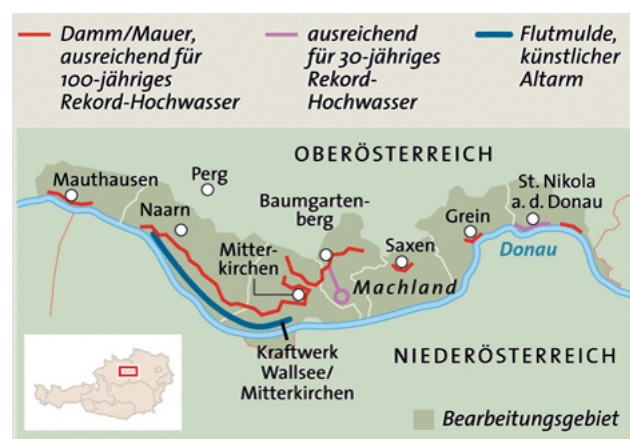 Damm/Mauer,
ausreichend für
100-jähriges
Rekord-Hochwasser
ausreichend
für 30-jähriges
Rekord-
Hochwasser
Flutmulde,
künstlicher
Altarm
OBERÖSTERREICH
Mauthausen
Perg
Naarn
Baumgarten-
berg
St. Nikola
a. d. Donau
Grein
Mitter-
kirchen
Saxen
Donau
Machland
Kraftwerk
Wallsee/
Mitterkirchen
NIEDERÖSTERREICH
Bearbeitungsgebiet